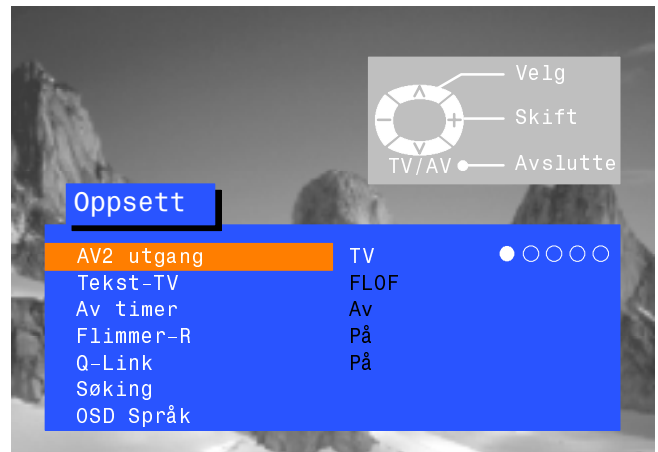 Velg
Skift
TV/AV Avslutte
Oppsett
AV2 utgang TV
Tekst-TV FLOF
Av timer Av
Flimmer-R På
Q-Link På
Søking
OSD Språk